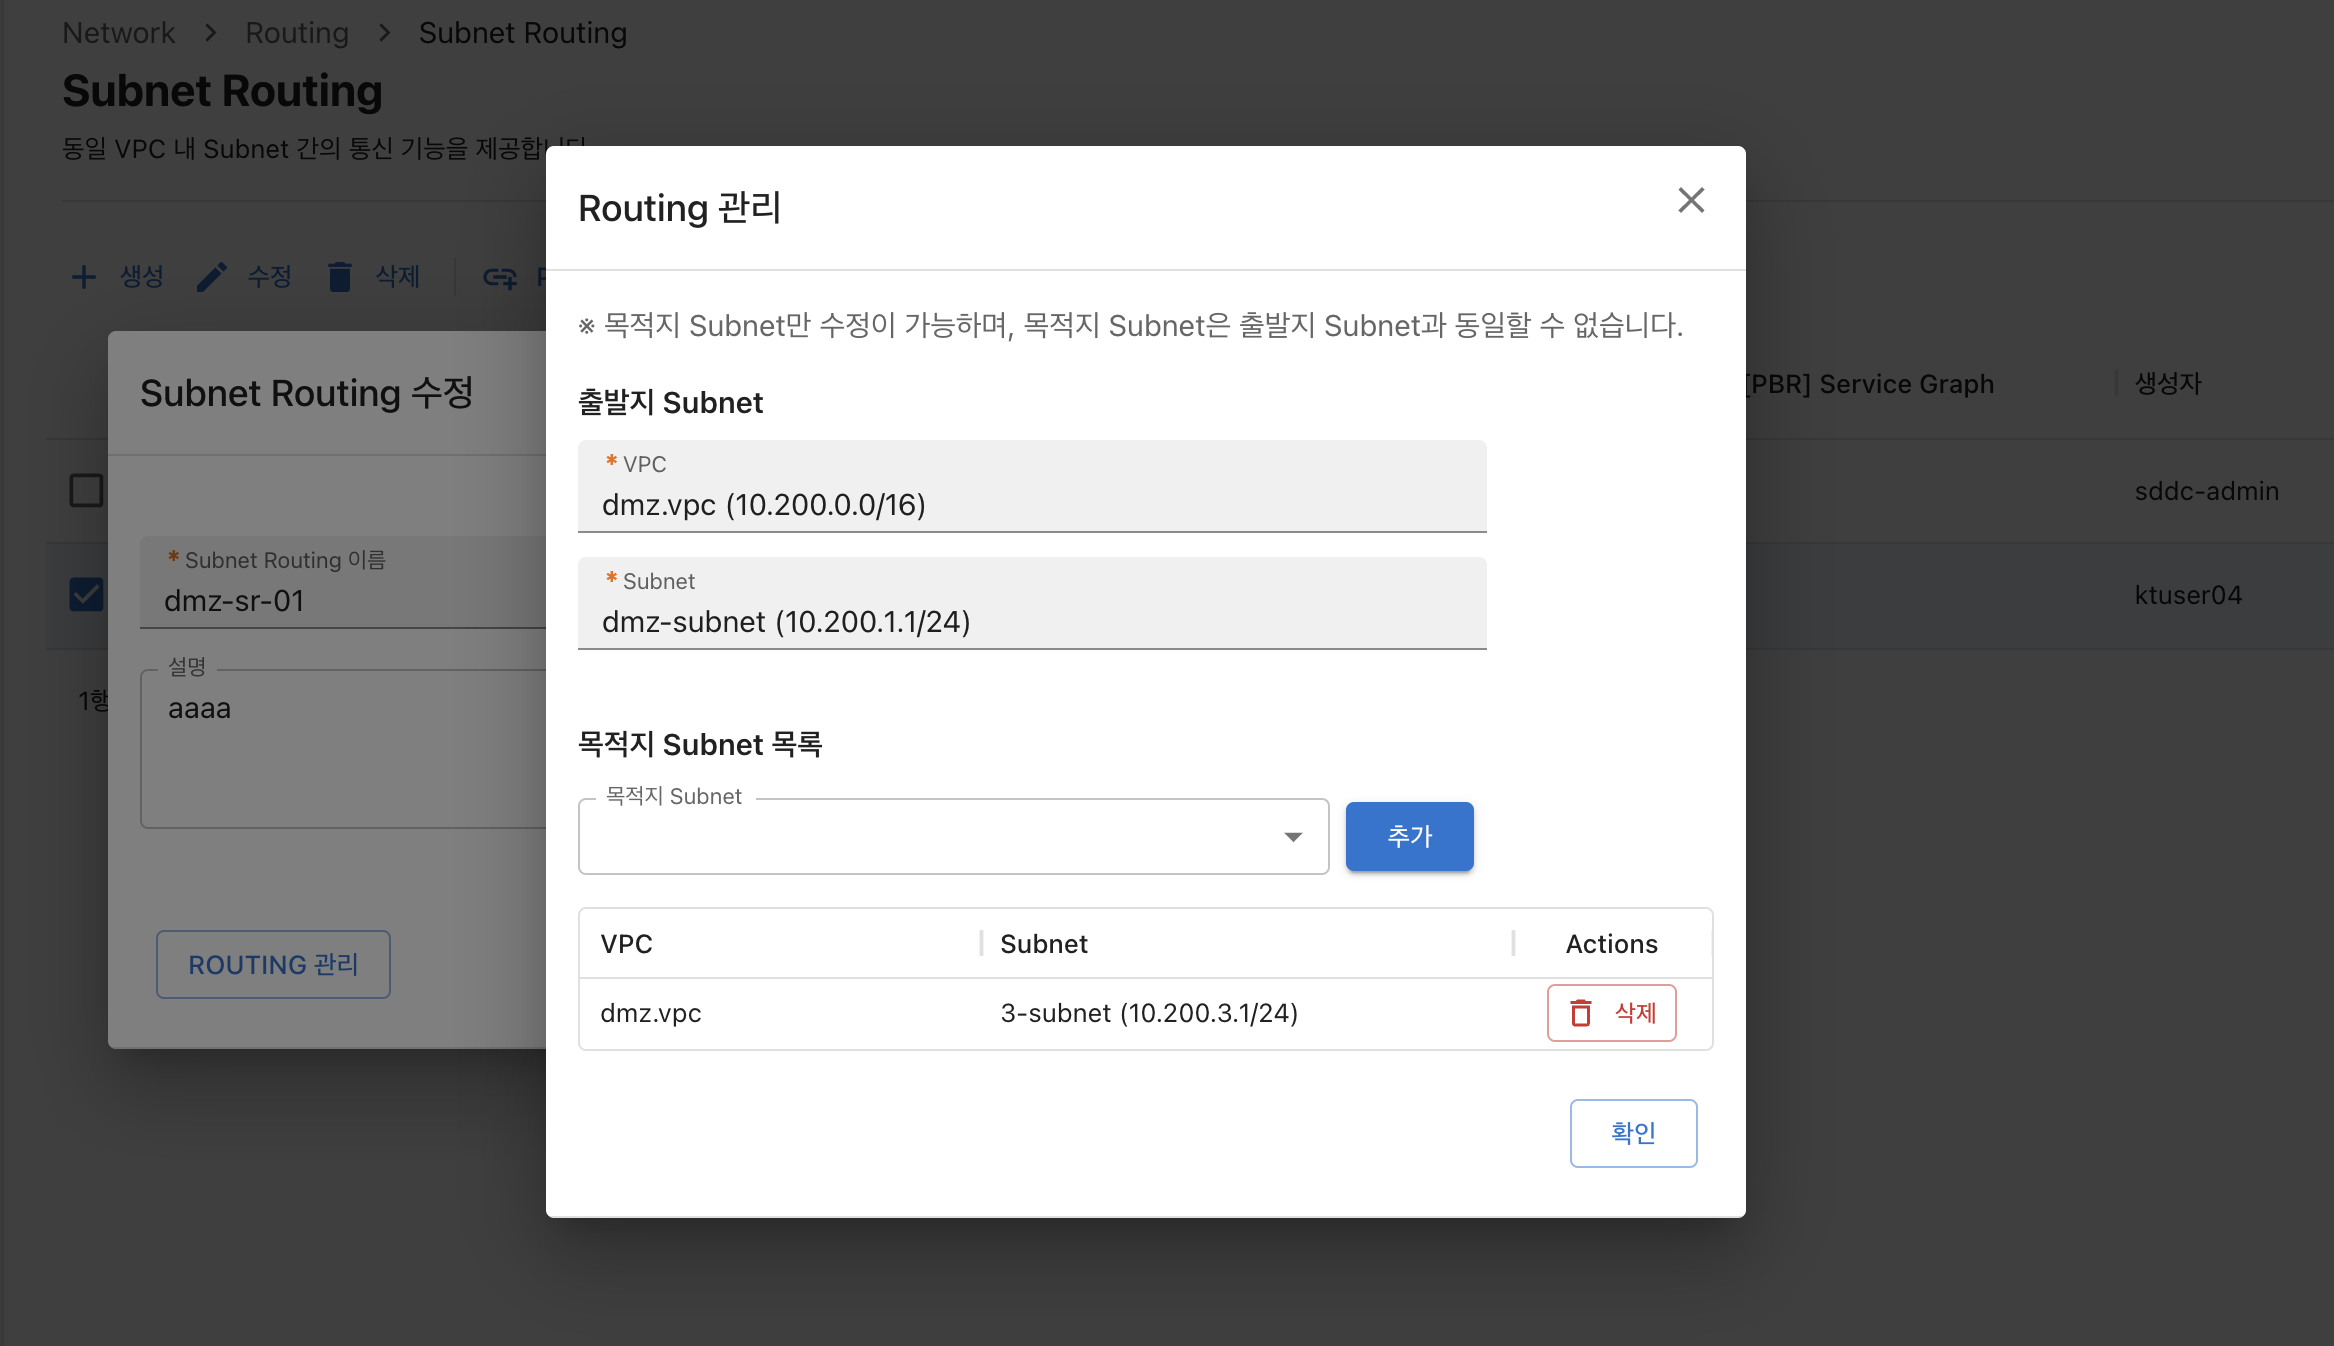 Network > Routing > Subnet Routing
Subnet Routing
동일 VPC 내 Subnet 간의 통신 기능을 제공합니다
생성 수정 삭제
[PBR] Service Graph 생성자
sddc-admin
ktuser04
1행
Subnet Routing 수정
* Subnet Routing 이름
dmz-sr-01
설명
aaaa
ROUTING 관리
Routing 관리
※ 목적지 Subnet만 수정이 가능하며, 목적지 Subnet은 출발지 Subnet과 동일할 수 없습니다.
출발지 Subnet
* VPC
dmz.vpc (10.200.0.0/16)
* Subnet
dmz-subnet (10.200.1.1/24)
목적지 Subnet 목록
목적지 Subnet
추가
VPC Subnet Actions
dmz.vpc 3-subnet (10.200.3.1/24) 삭제
확인